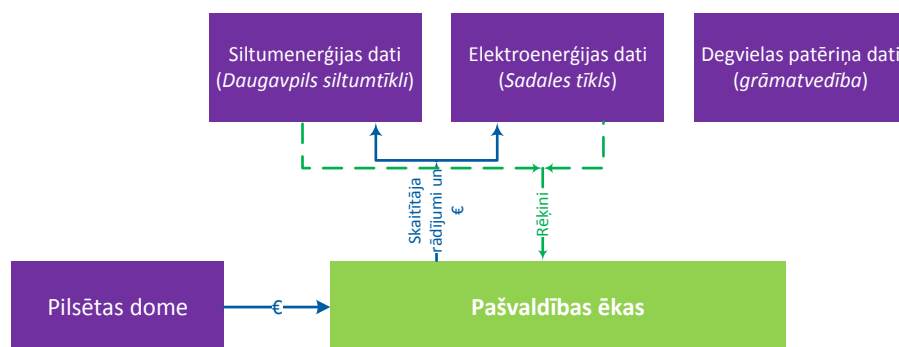 Siltumenerģijas dati
(Daugavpils siltumtīkli)
Elektroenerģijas dati
(Sadales tīkls)
Degvielas patēriņa dati
(grāmatvedība)
Skaitītāja
rādījumi un
€
Rēķini
Pilsētas dome
€
Pašvaldības ēkas